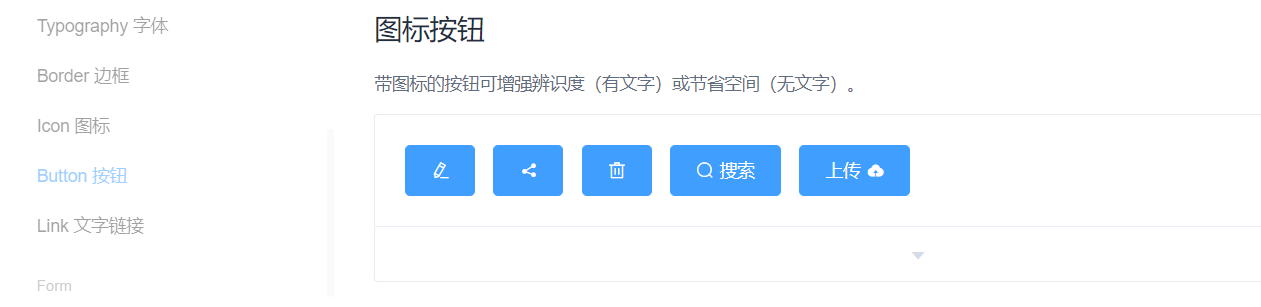 Typography 字体
Border 边框
Icon 图标
Button 按钮
Link 文字链接
Form
图标按钮
带图标的按钮可增强辨识度（有文字）或节省空间（无文字）。
搜索
上传